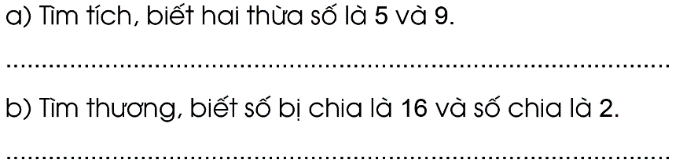 a) Tìm tích, biết hai thừa số là 5 và 9.
................................................................................................
b) Tìm thương, biết số bị chia là 16 và số chia là 2.
................................................................................................